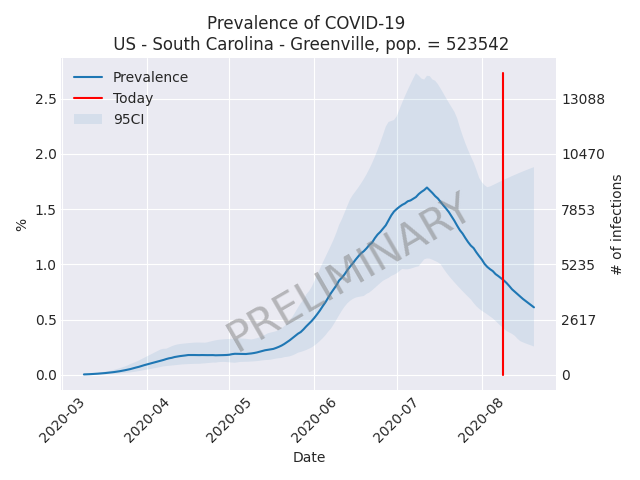 Prevalence of COVID-19
US - South Carolina - Greenville, pop. = 523542
Prevalence
Today
95CI
2.5
2.0
1.5
1.0
0.5
0.0
%
13088
10470
7853
5235
2617
0
# of infections
PRELIMINARY
2020-03
2020-04
2020-05
2020-06
2020-07
2020-08
Date